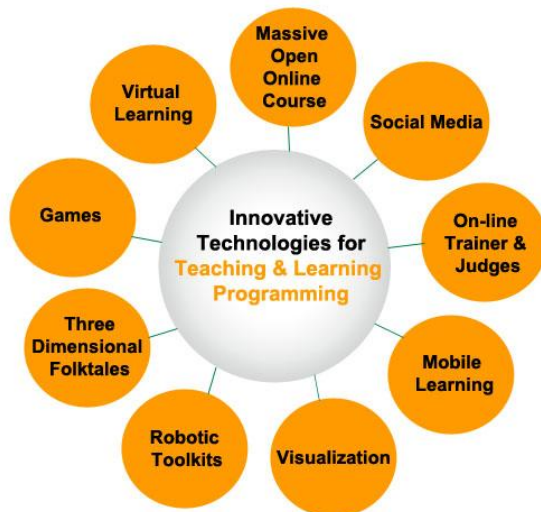 Innovative
Technologies for
Teaching & Learning
Programming
Massive
Open
Online
Course
Social Media
On-line
Trainer &
Judges
Mobile
Learning
Visualization
Robotic
Toolkits
Three
Dimensional
Folktales
Games
Virtual
Learning